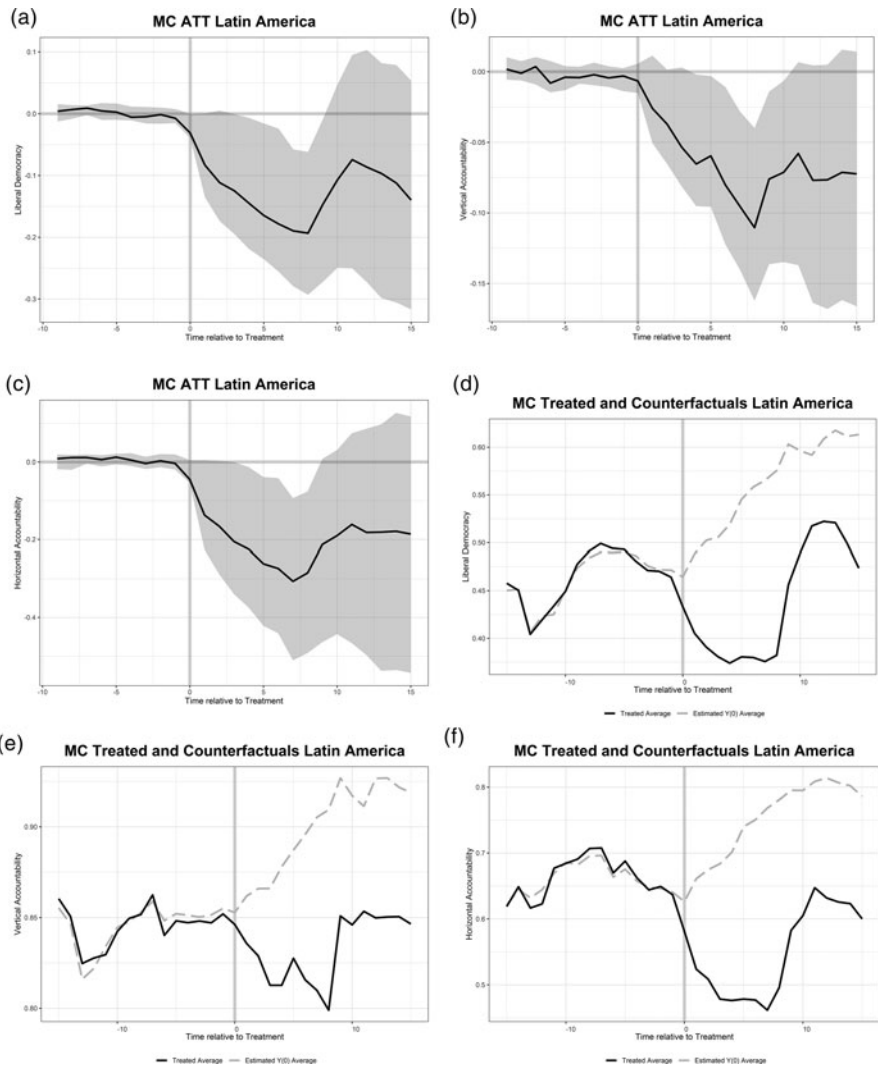 (a)
MC ATT Latin America
Liberal Democracy
0.1
0.0
-0.1
-0.2
-0.3
-10
-5
0
5
10
15
Time relative to Treatment
(b)
MC ATT Latin America
Vertical Accountability
0.00
-0.05
-0.10
-0.15
-10
-5
0
5
10
15
Time relative to Treatment
(c)
MC ATT Latin America
Horizontal Accountability
0.0
-0.2
-0.4
-10
-5
0
5
10
15
Time relative to Treatment
(d)
MC Treated and Counterfactuals Latin America
Liberal Democracy
0.60
0.55
0.50
0.45
0.40
-10
0
10
Time relative to Treatment
Treated Average
Estimated Y(0) Average
(e)
MC Treated and Counterfactuals Latin America
Vertical Accountability
0.90
0.85
0.80
-10
0
10
Time relative to Treatment
Treated Average
Estimated Y(0) Average
(f)
MC Treated and Counterfactuals Latin America
Horizontal Accountability
0.8
0.7
0.6
0.5
-10
0
10
Time relative to Treatment
Treated Average
Estimated Y(0) Average